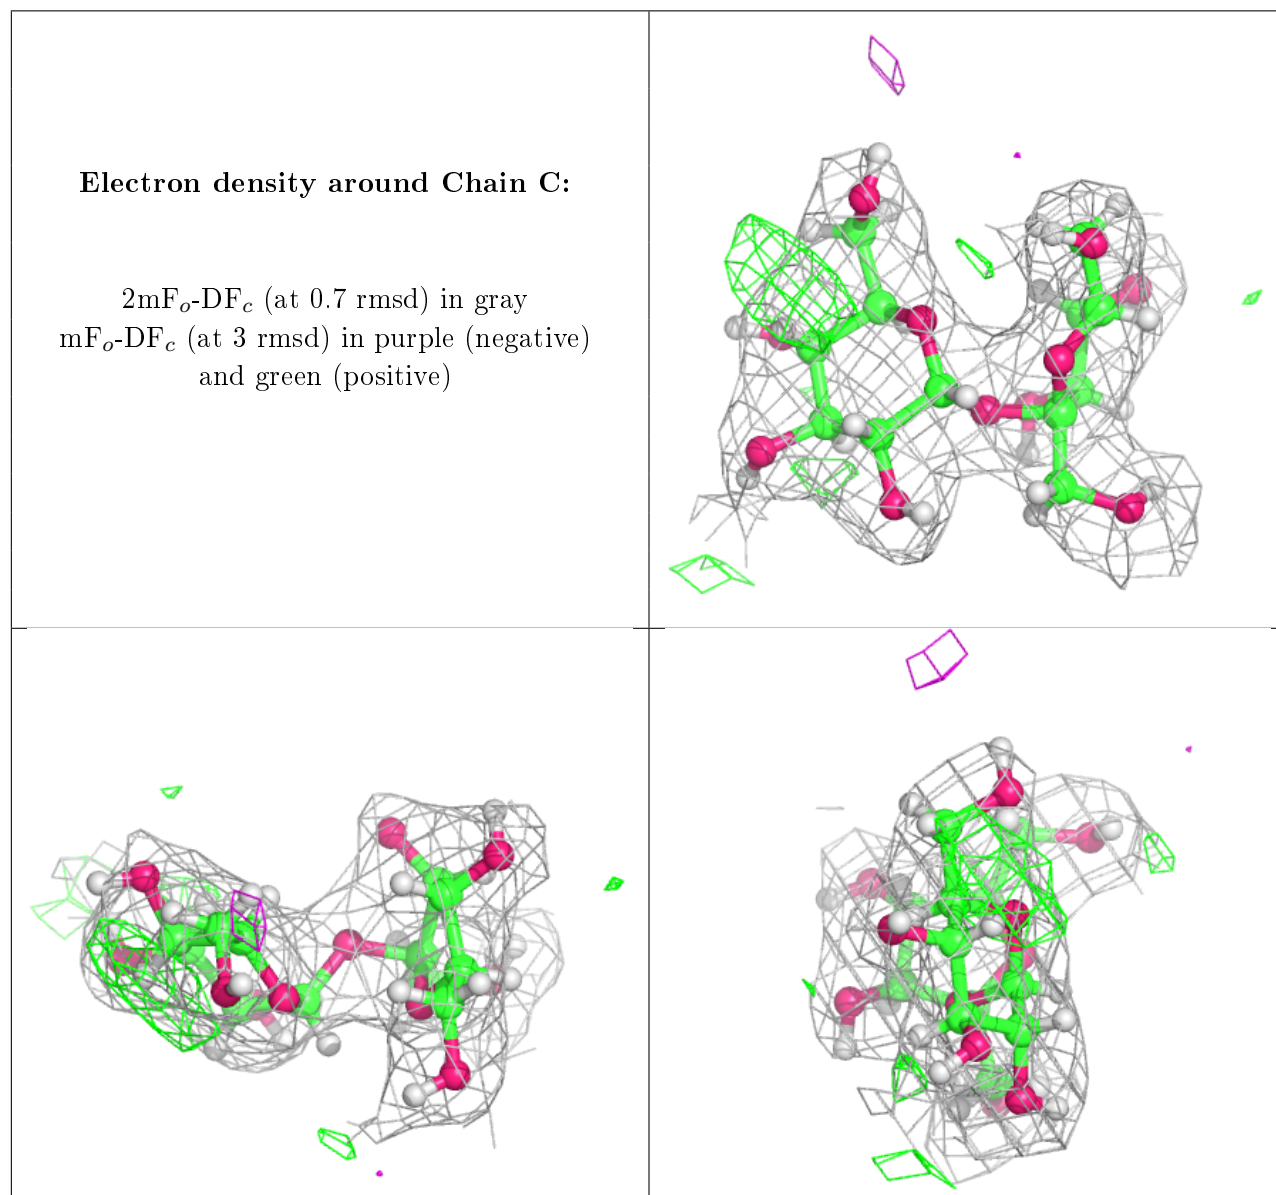 Electron density around Chain C:
2mFo-DFc (at 0.7 rmsd) in gray
mFo-DFc (at 3 rmsd) in purple (negative)
and green (positive)